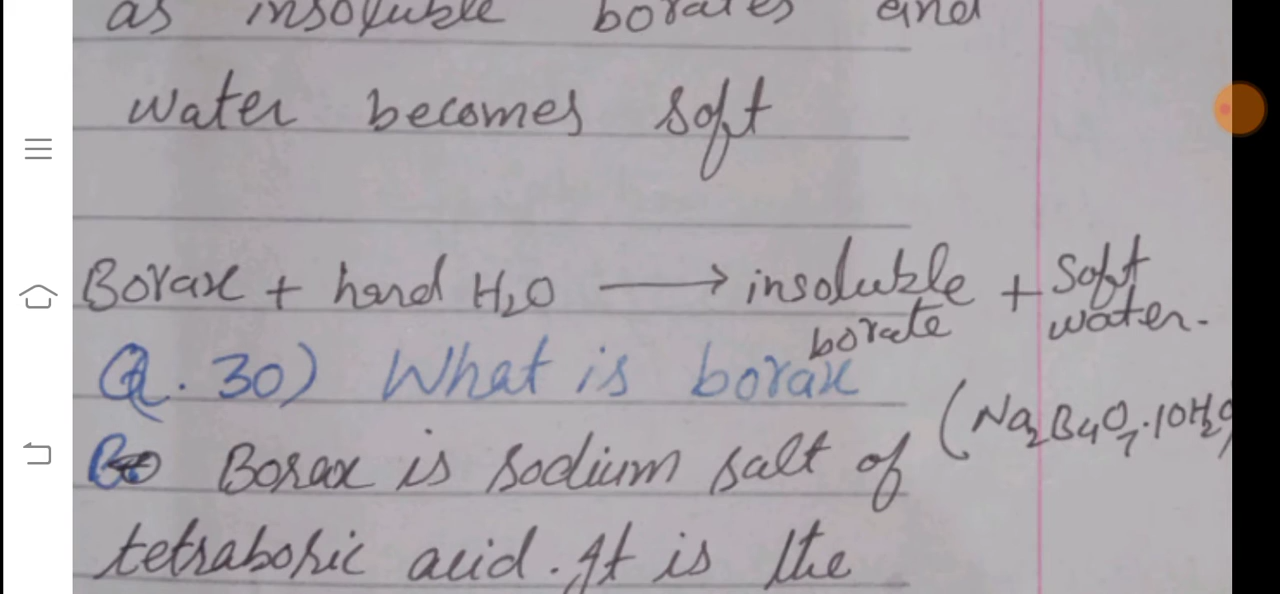 as insoluble borates and
water becomes soft
Borax + hard H₂O ⟶ insoluble borate + Soft water.
Q.30) What is borax
Borax is sodium salt of (Na₂B₄O₇.10H₂O
tetraboric acid. It is the